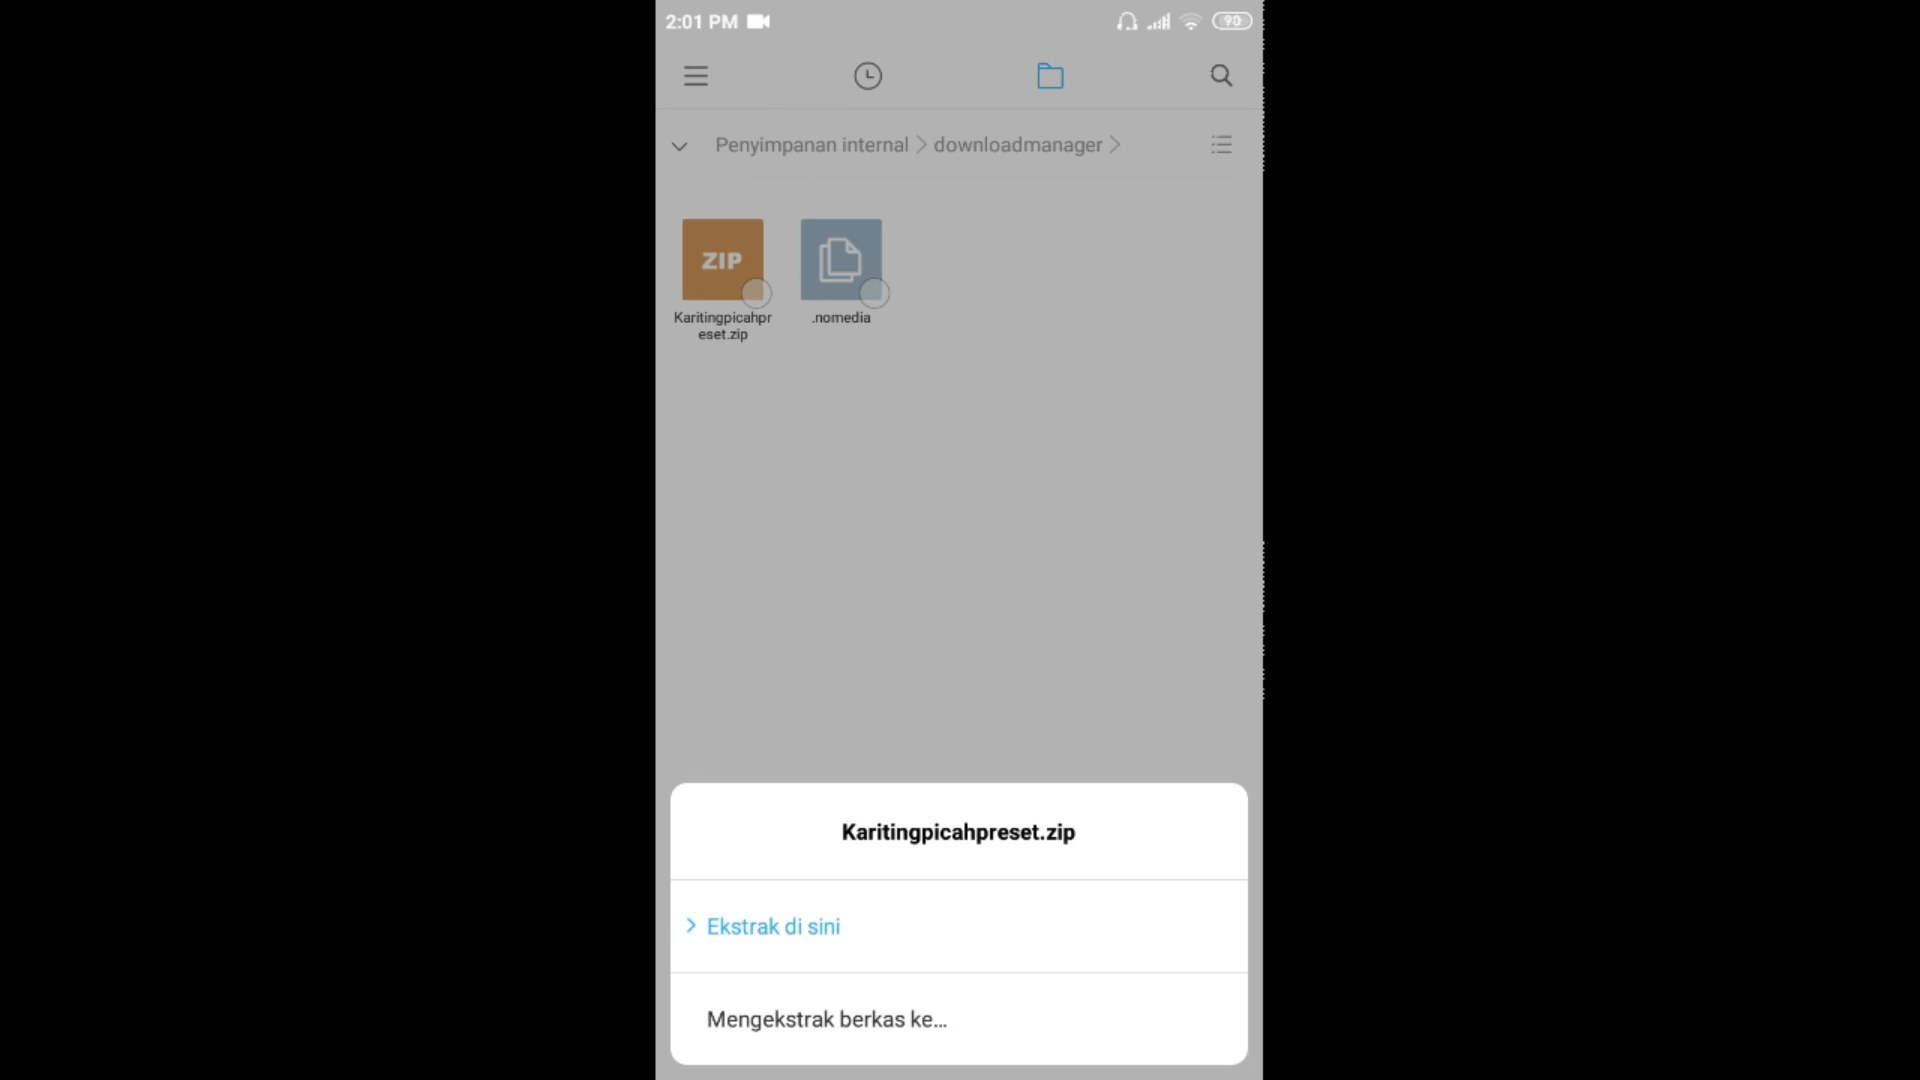 2:01 PM
90
Penyimpanan internal > downloadmanager >
ZIP
Karitingpicahpr
eset.zip
.nomedia
Karitingpicahpreset.zip
> Ekstrak di sini
Mengekstrak berkas ke...